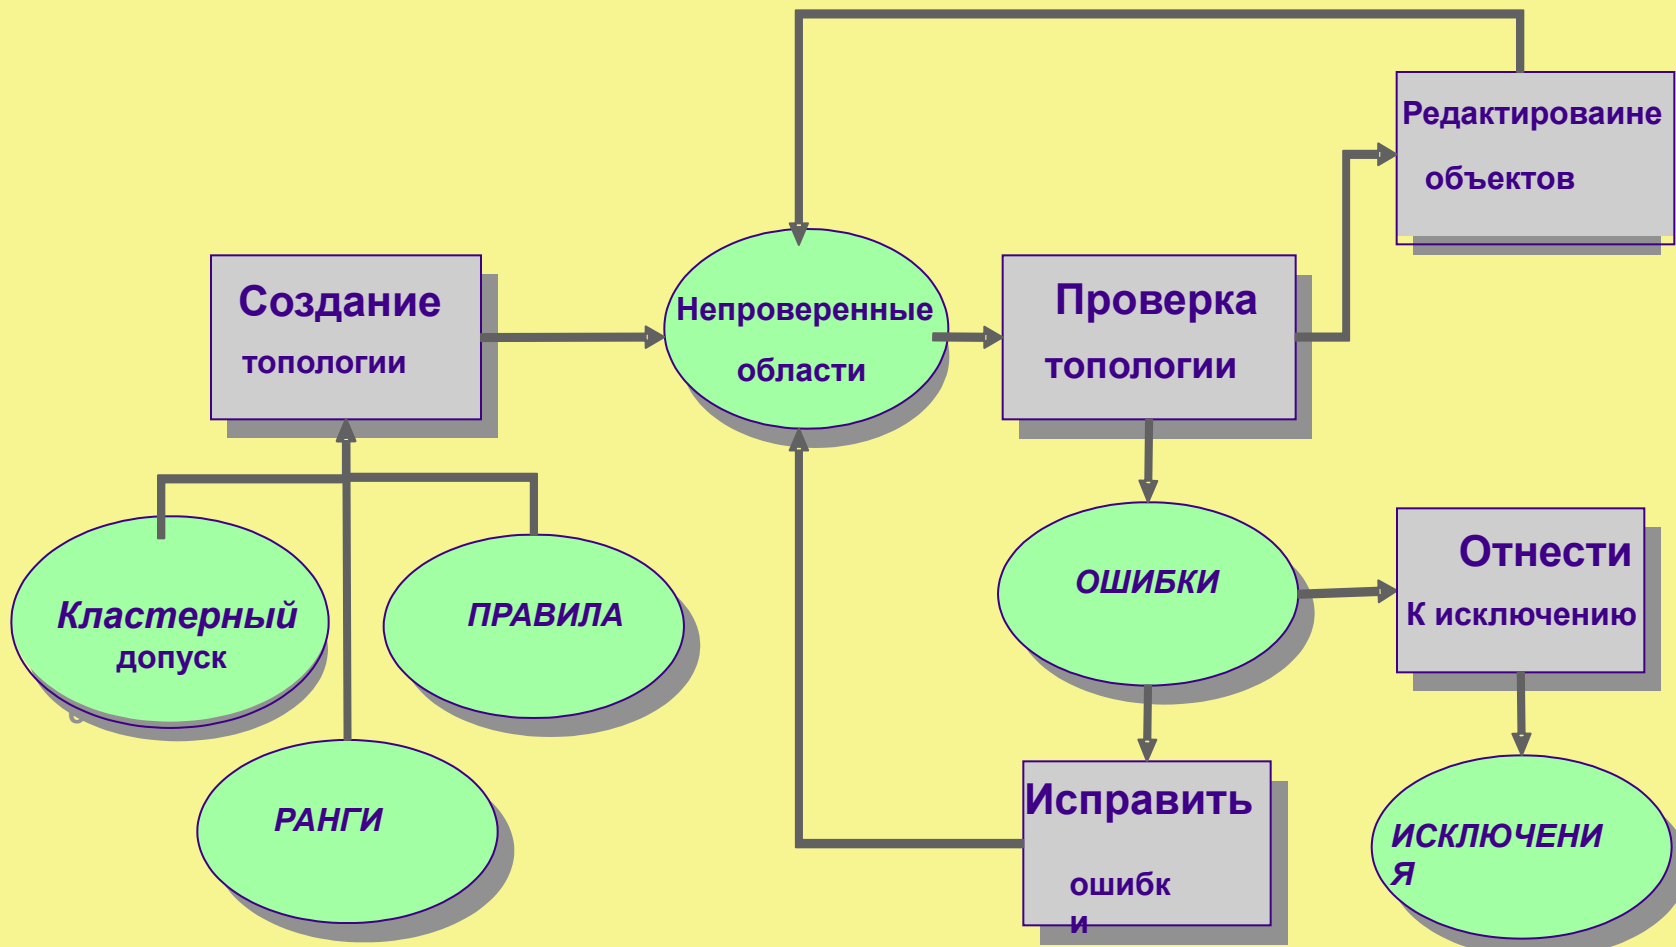 Редактироваине
объектов
Создание
топологии
Непроверенные
области
Проверка
топологии
Кластерный
допуск
ПРАВИЛА
РАНГИ
ОШИБКИ
Отнести
К исключению
Исправить
ошибк
и
ИСКЛЮЧЕНИ
Я